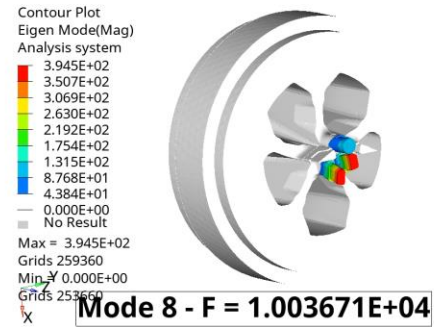 Contour Plot
Eigen Mode(Mag)
Analysis system
3.945E+02
3.507E+02
3.069E+02
2.630E+02
2.192E+02
1.754E+02
1.315E+02
8.768E+01
4.384E+01
0.000E+00
No Result
Max = 3.945E+02
Grids 259360
Min = 0.000E+00
Grids 253660
Y
Z
X
Mode 8 - F = 1.003671E+04